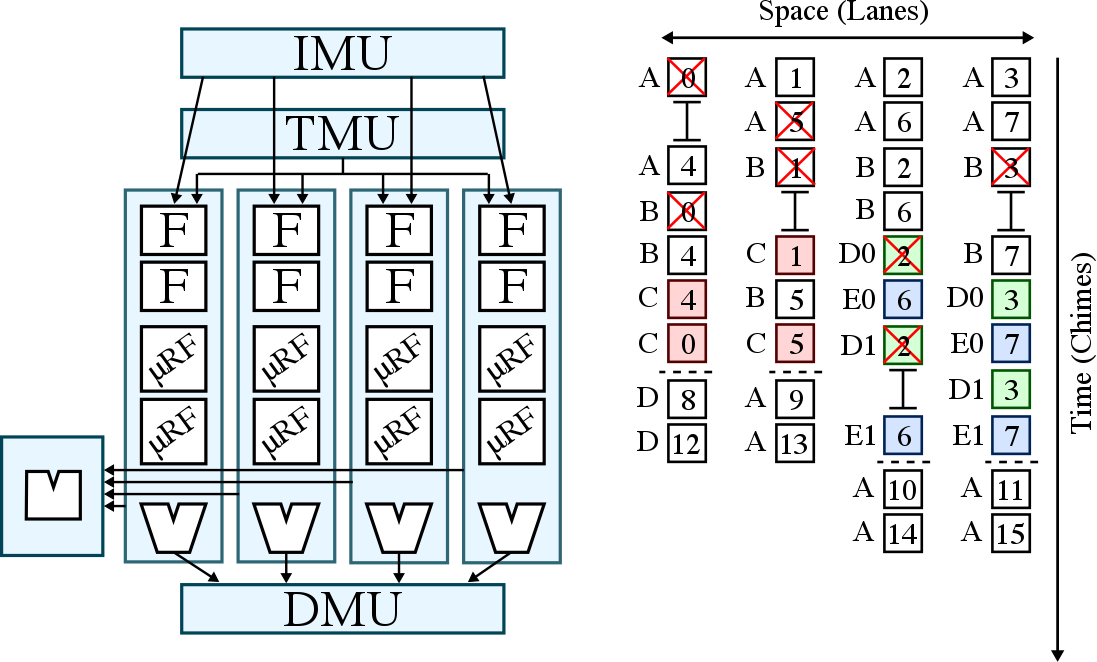 IMU
TMU
F F F F
F F F F
μRF μRF μRF μRF
μRF μRF μRF μRF
DMU
Space (Lanes)
A 0 A 1 A 2 A 3
A 5 A 6 A 7
A 4 B 1 B 2 B 3
B 0 B 6
B 4 C 1 D0 2 B 7
C 4 B 5 E0 6 D0 3
C 0 C 5 D1 2 E0 7
D 8 A 9 D1 3
D 12 A 13 E1 6 E1 7
A 10 A 11
A 14 A 15
Time (Chimes)